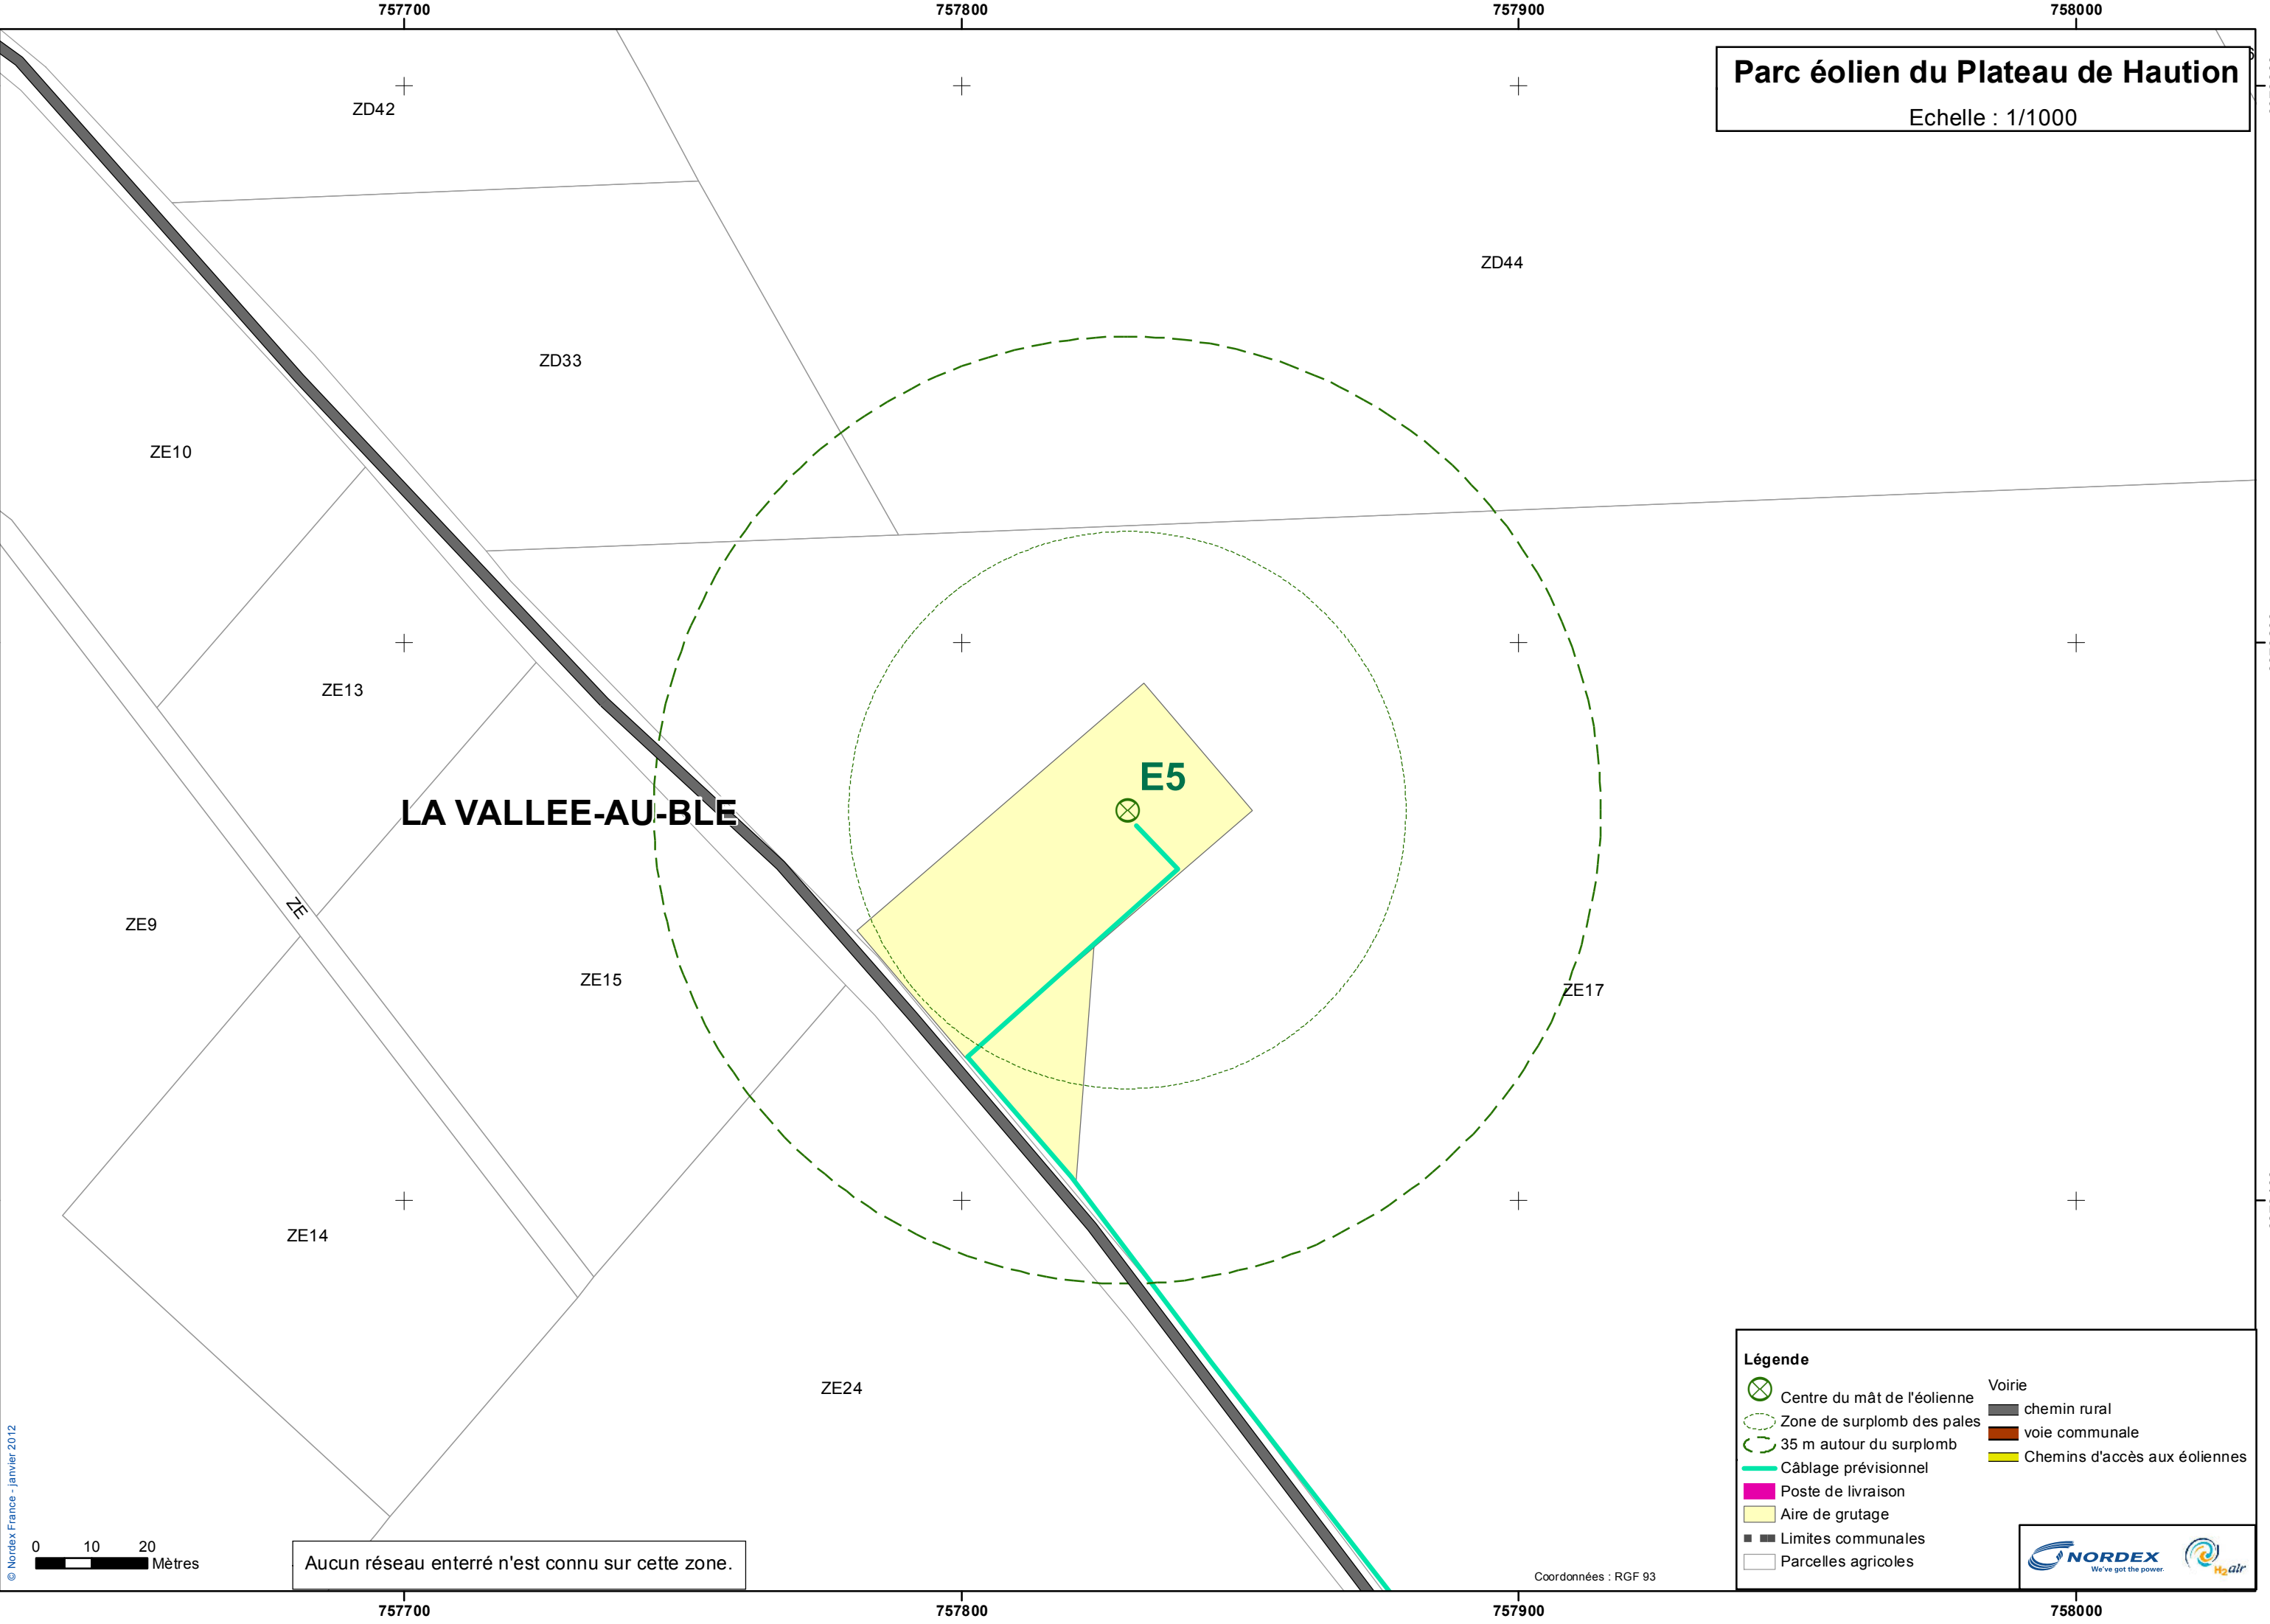 757700
757800
757900
758000
Parc éolien du Plateau de Haution
Echelle : 1/1000
ZD42
ZD44
ZD33
ZE10
ZE13
E5
LA VALLEE-AU-BLE
ZE
ZE9
ZE15
ZE17
ZE14
ZE24
Légende
Centre du mât de l'éolienne
Zone de surplomb des pales
35 m autour du surplomb
Câblage prévisionnel
Poste de livraison
Aire de grutage
Limites communales
Parcelles agricoles
Voirie
chemin rural
voie communale
Chemins d'accès aux éoliennes
NORDEX
We've got the power.
H2air
© Nordex France - janvier 2012
0 10 20
Mètres
Aucun réseau enterré n'est connu sur cette zone.
Coordonnées : RGF 93
757700
757800
757900
758000